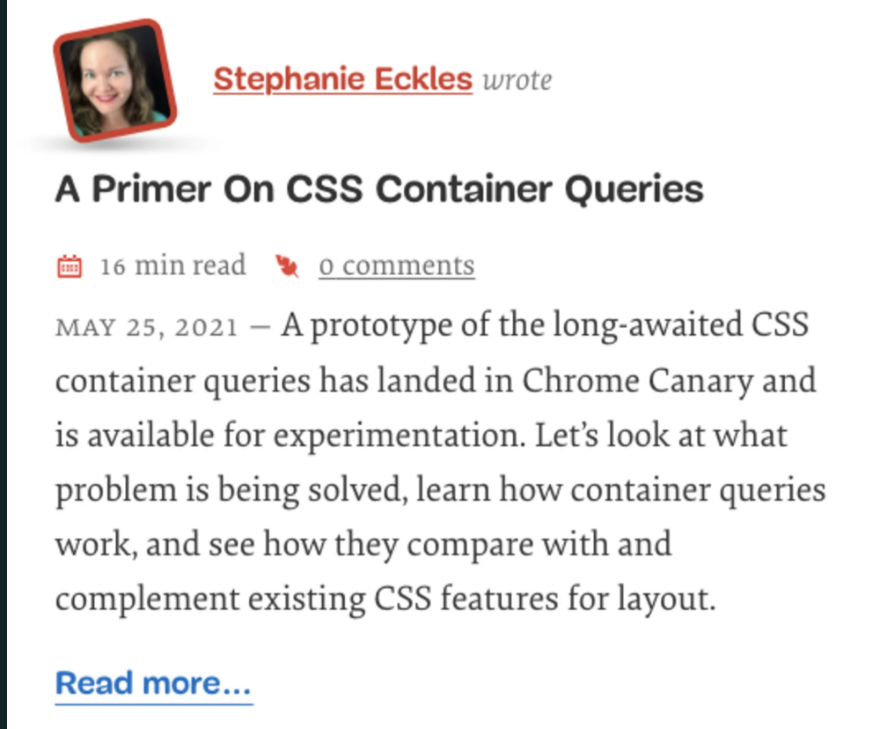 Stephanie Eckles wrote
A Primer On CSS Container Queries
16 min read 0 comments
MAY 25, 2021 — A prototype of the long-awaited CSS
container queries has landed in Chrome Canary and
is available for experimentation. Let’s look at what
problem is being solved, learn how container queries
work, and see how they compare with and
complement existing CSS features for layout.
Read more...